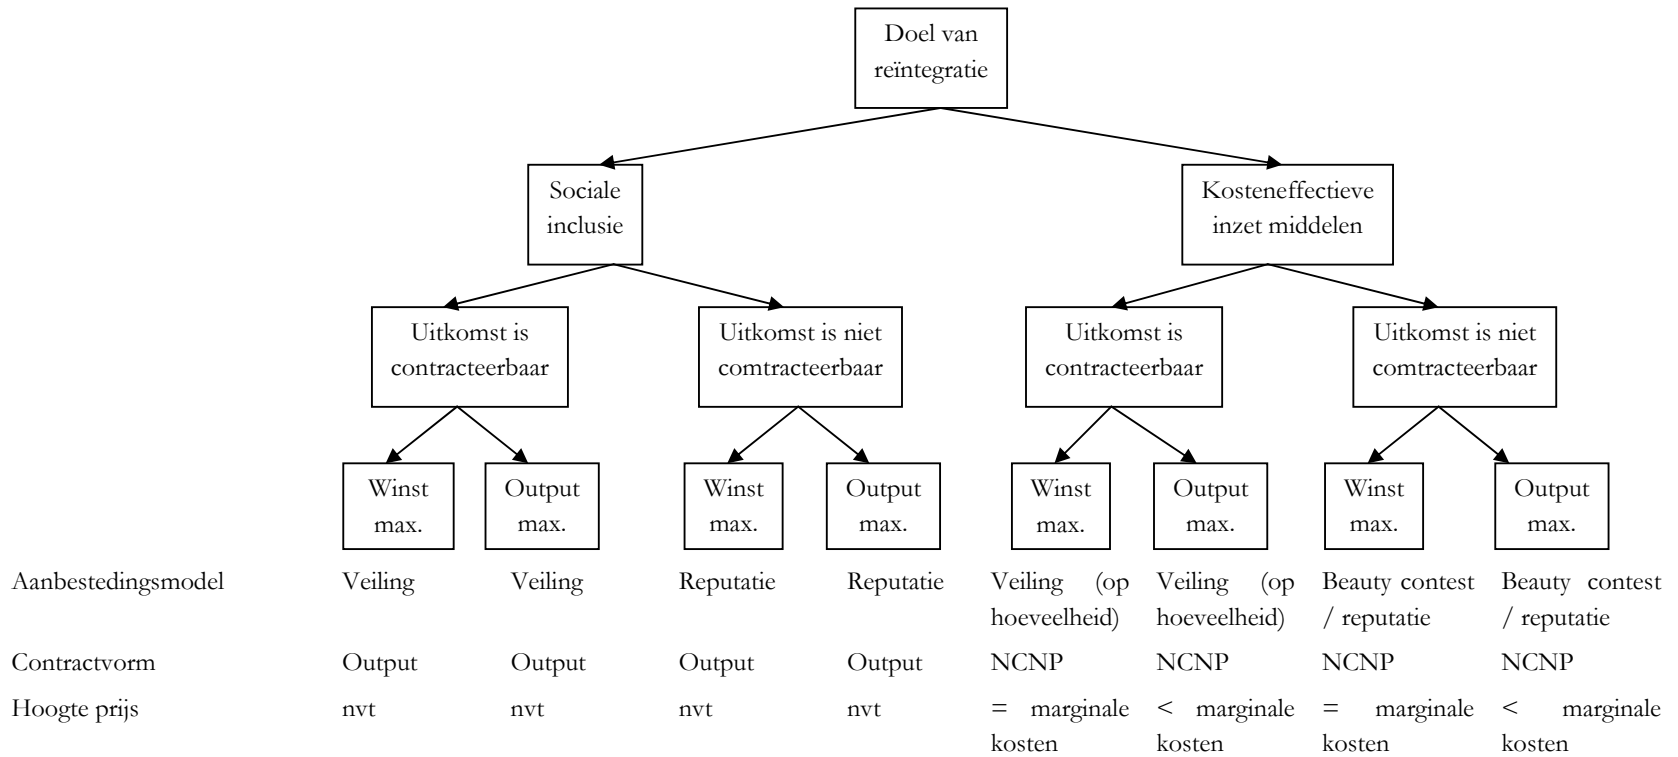 Doel van
reïntegratie
Sociale
inclusie
Kosteneffectieve
inzet middelen
Uitkomst is
contracteerbaar
Uitkomst is niet
comtracteerbaar
Uitkomst is
contracteerbaar
Uitkomst is niet
comtracteerbaar
Winst
max.
Output
max.
Winst
max.
Output
max.
Winst
max.
Output
max.
Winst
max.
Output
max.
Aanbestedingsmodel
Veiling
Veiling
Reputatie
Reputatie
Veiling (op
hoeveelheid)
Veiling (op
hoeveelheid)
Beauty contest
/ reputatie
Beauty contest
/ reputatie
Contractvorm
Output
Output
Output
Output
NCNP
NCNP
NCNP
NCNP
Hoogte prijs
nvt
nvt
nvt
nvt
= marginale
kosten
< marginale
kosten
= marginale
kosten
< marginale
kosten